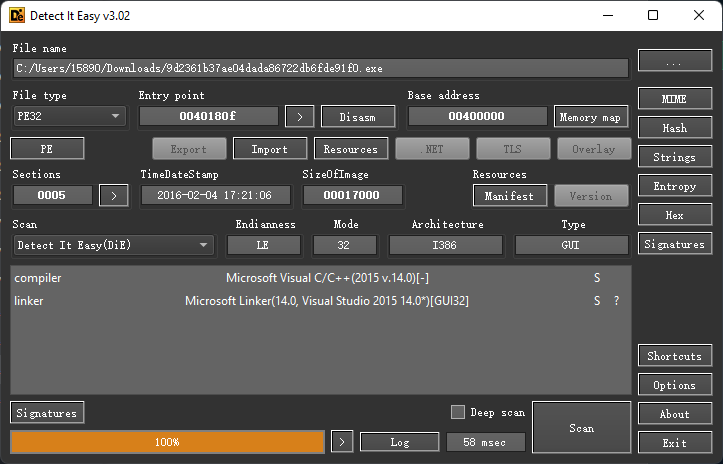 Detect It Easy v3.02
File name
C:/Users/15890/Downloads/9d2361b37ae04dada86722db6fde91f0.exe
...
File type Entry point Base address
PE32 0040180f > Disasm 00400000 Memory map MIME
PE Export Import Resources .NET TLS Overlay Hash
Sections TimeDateStamp SizeOfImage Resources Strings
0005 > 2016-02-04 17:21:06 00017000 Manifest Version Entropy
Scan Endianness Mode Architecture Type Hex
Detect It Easy(DiE) LE 32 I386 GUI Signatures
compiler Microsoft Visual C/C++(2015 v.14.0)[-] S
linker Microsoft Linker(14.0, Visual Studio 2015 14.0*)[GUI32] S ?
Shortcuts
Options
Signatures Deep scan Scan About
100% > Log 58 msec Exit